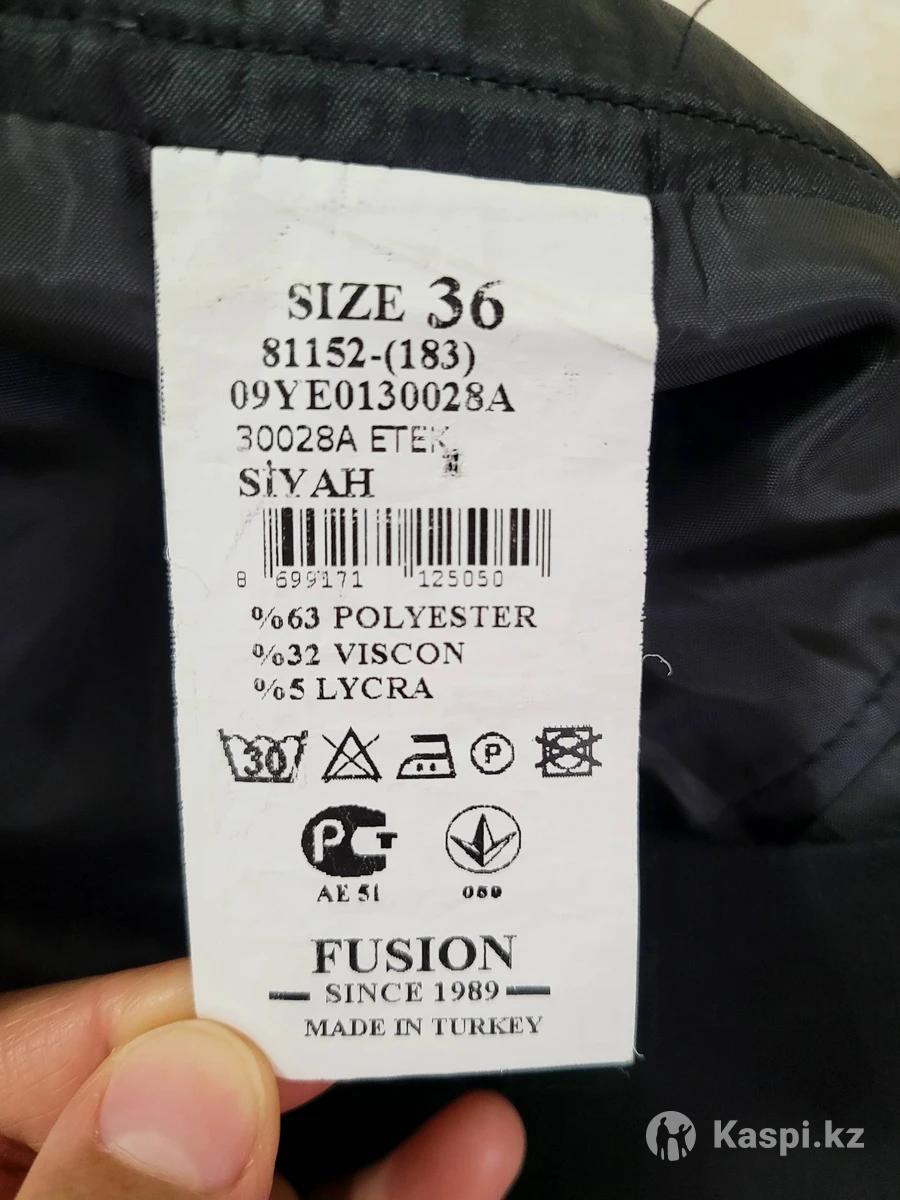 SIZE 36
81152-(183)
09YE0130028A
30028A ETEK
SİYAH
8 699171 125050
%63 POLYESTER
%32 VISCON
%5 LYCRA
30 P
PCT
AE 51
FUSION
SINCE 1989
MADE IN TURKEY
Kaspi.kz